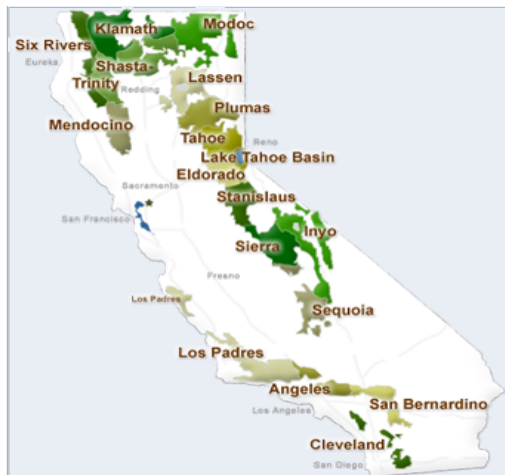 Klamath
Modoc
Six Rivers
Eureka
Shasta-
Trinity
Redding
Lassen
Plumas
Mendocino
Tahoe
Reno
Lake Tahoe Basin
Eldorado
Sacramento
Stanislaus
San Francisco
Inyo
Sierra
Fresno
Los Padres
Sequoia
Los Padres
Angeles
San Bernardino
Los Angeles
Cleveland
San Diego